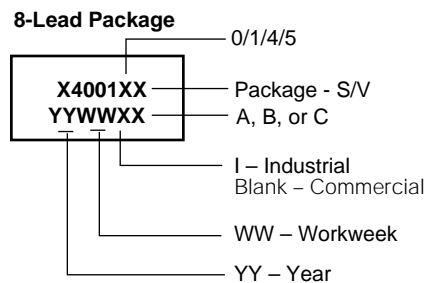 8-Lead Package
0/1/4/5
X4001XX
Package - S/V
YYWWXX
A, B, or C
I – Industrial
Blank – Commercial
WW – Workweek
YY – Year